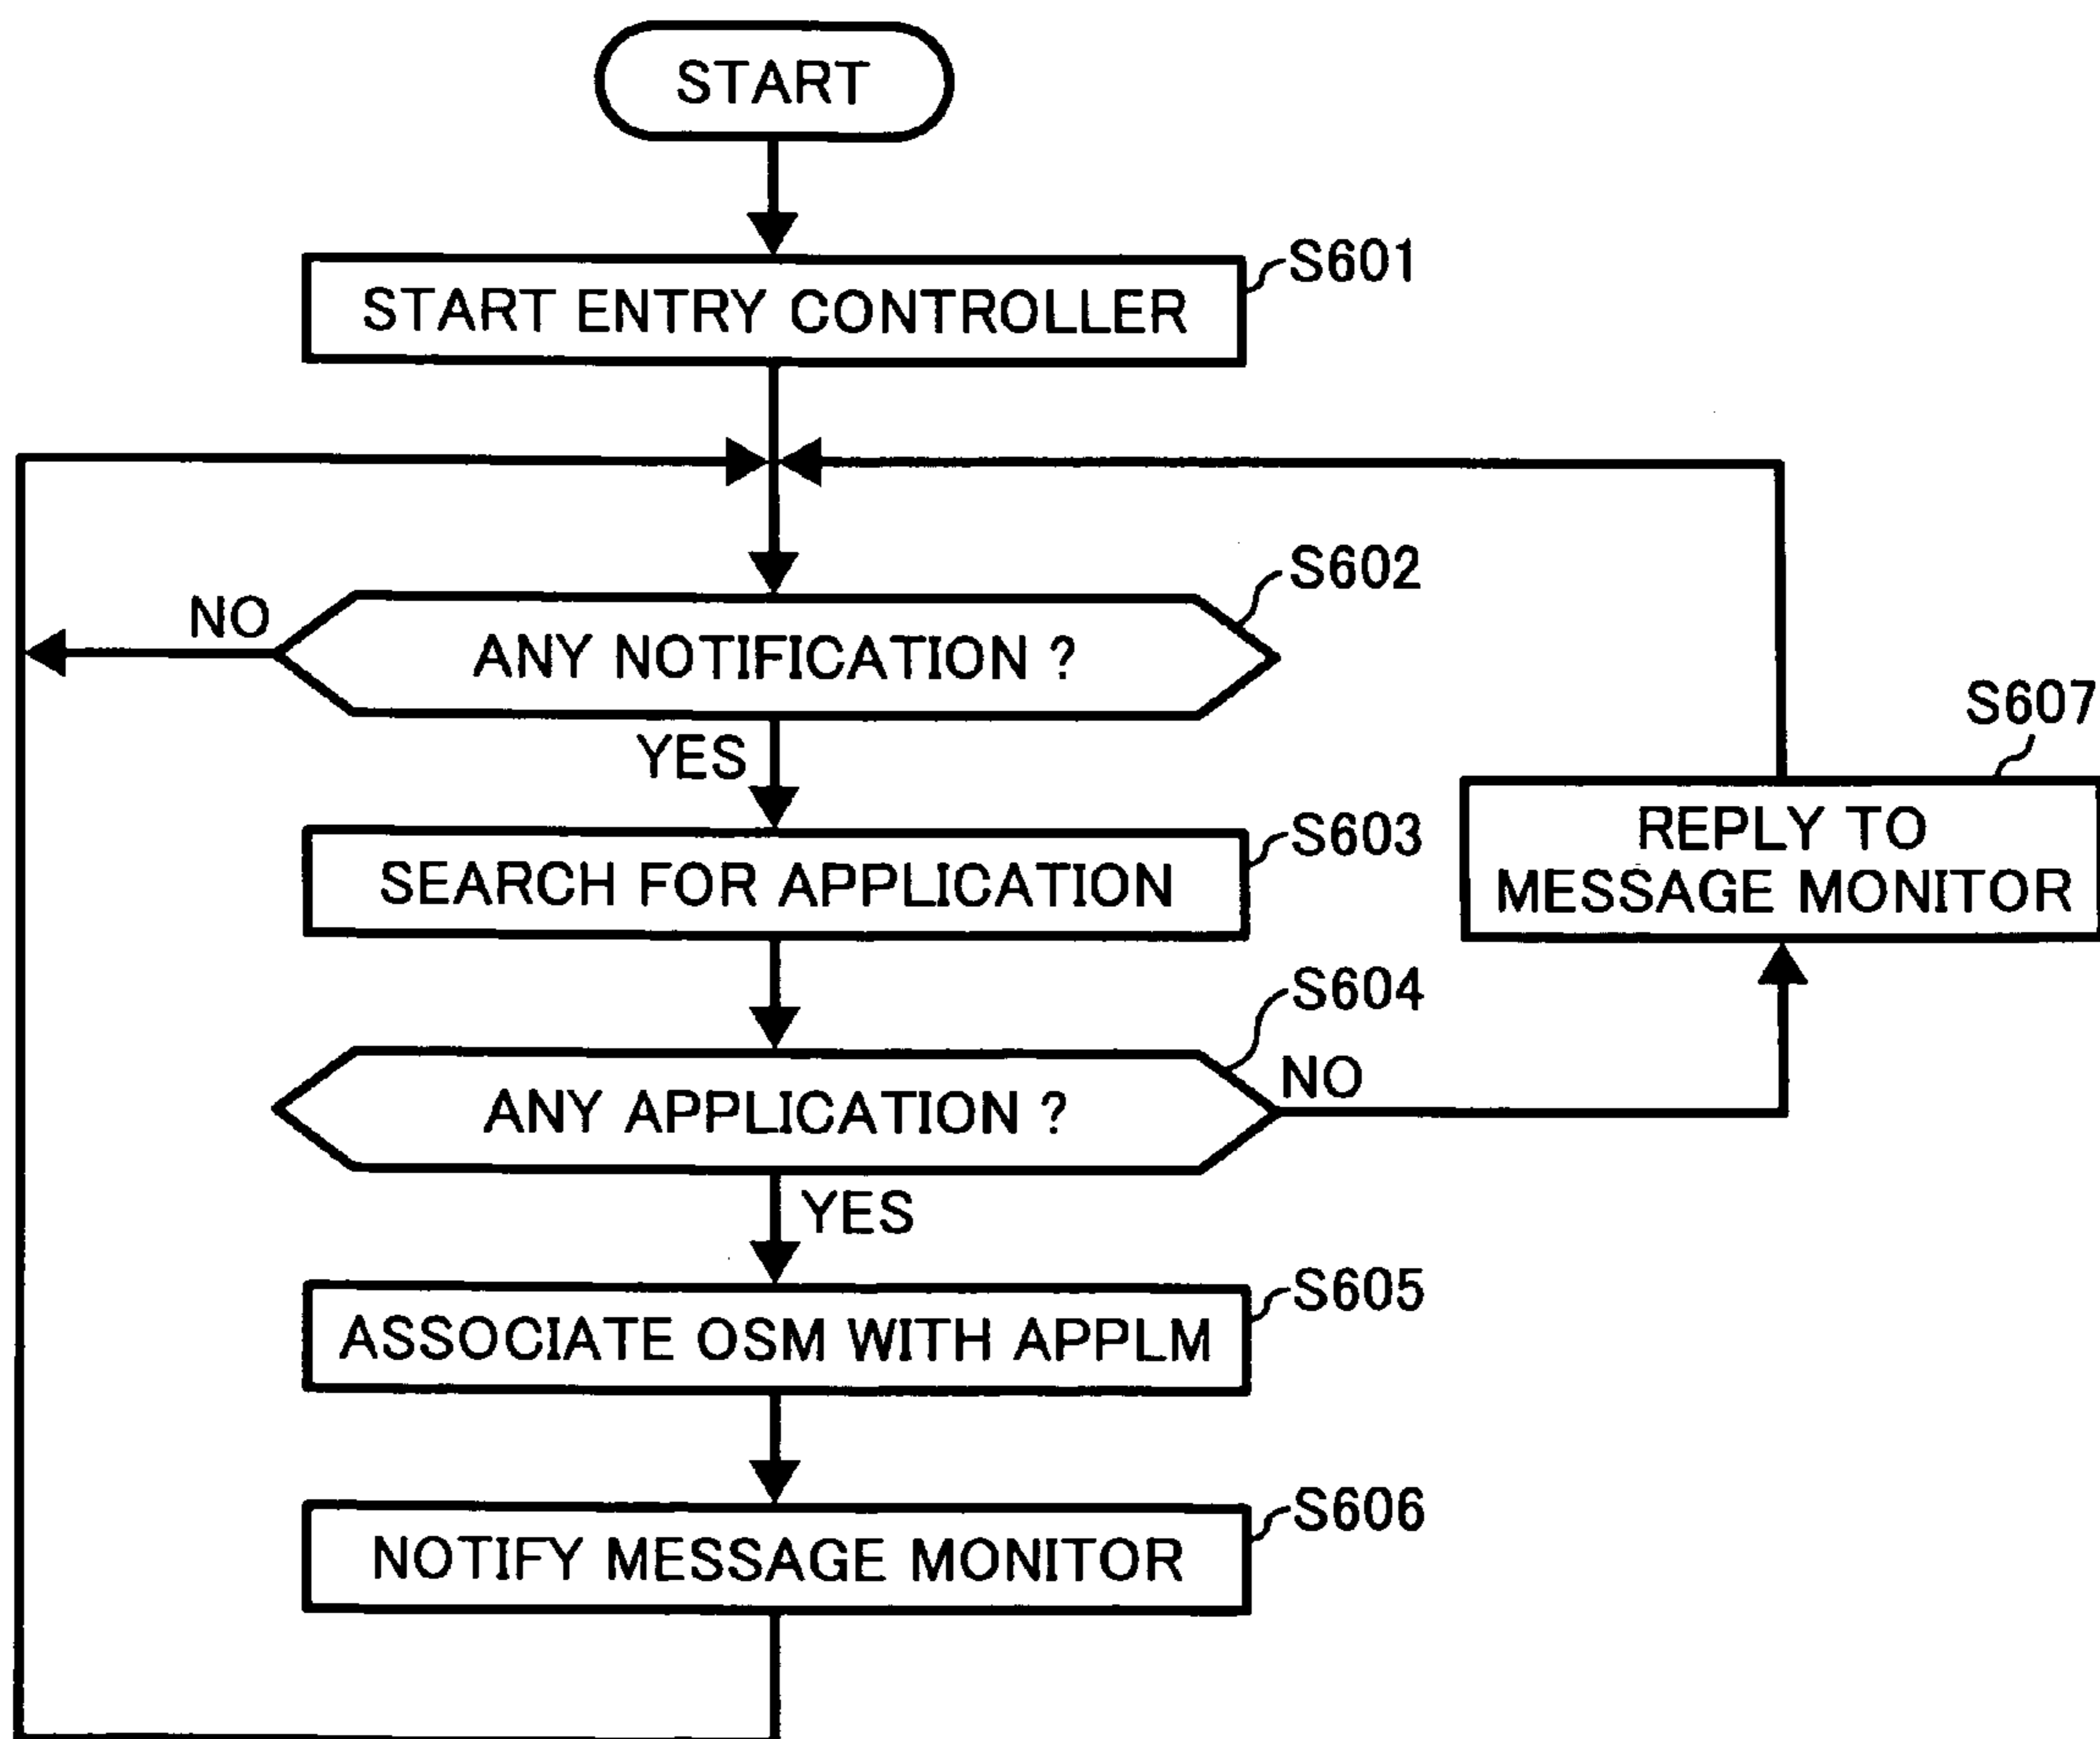 START
S601
START ENTRY CONTROLLER
S602
NO
ANY NOTIFICATION ?
YES
S603
SEARCH FOR APPLICATION
S607
REPLY TO
MESSAGE MONITOR
S604
NO
ANY APPLICATION ?
YES
S605
ASSOCIATE OSM WITH APPLM
S606
NOTIFY MESSAGE MONITOR